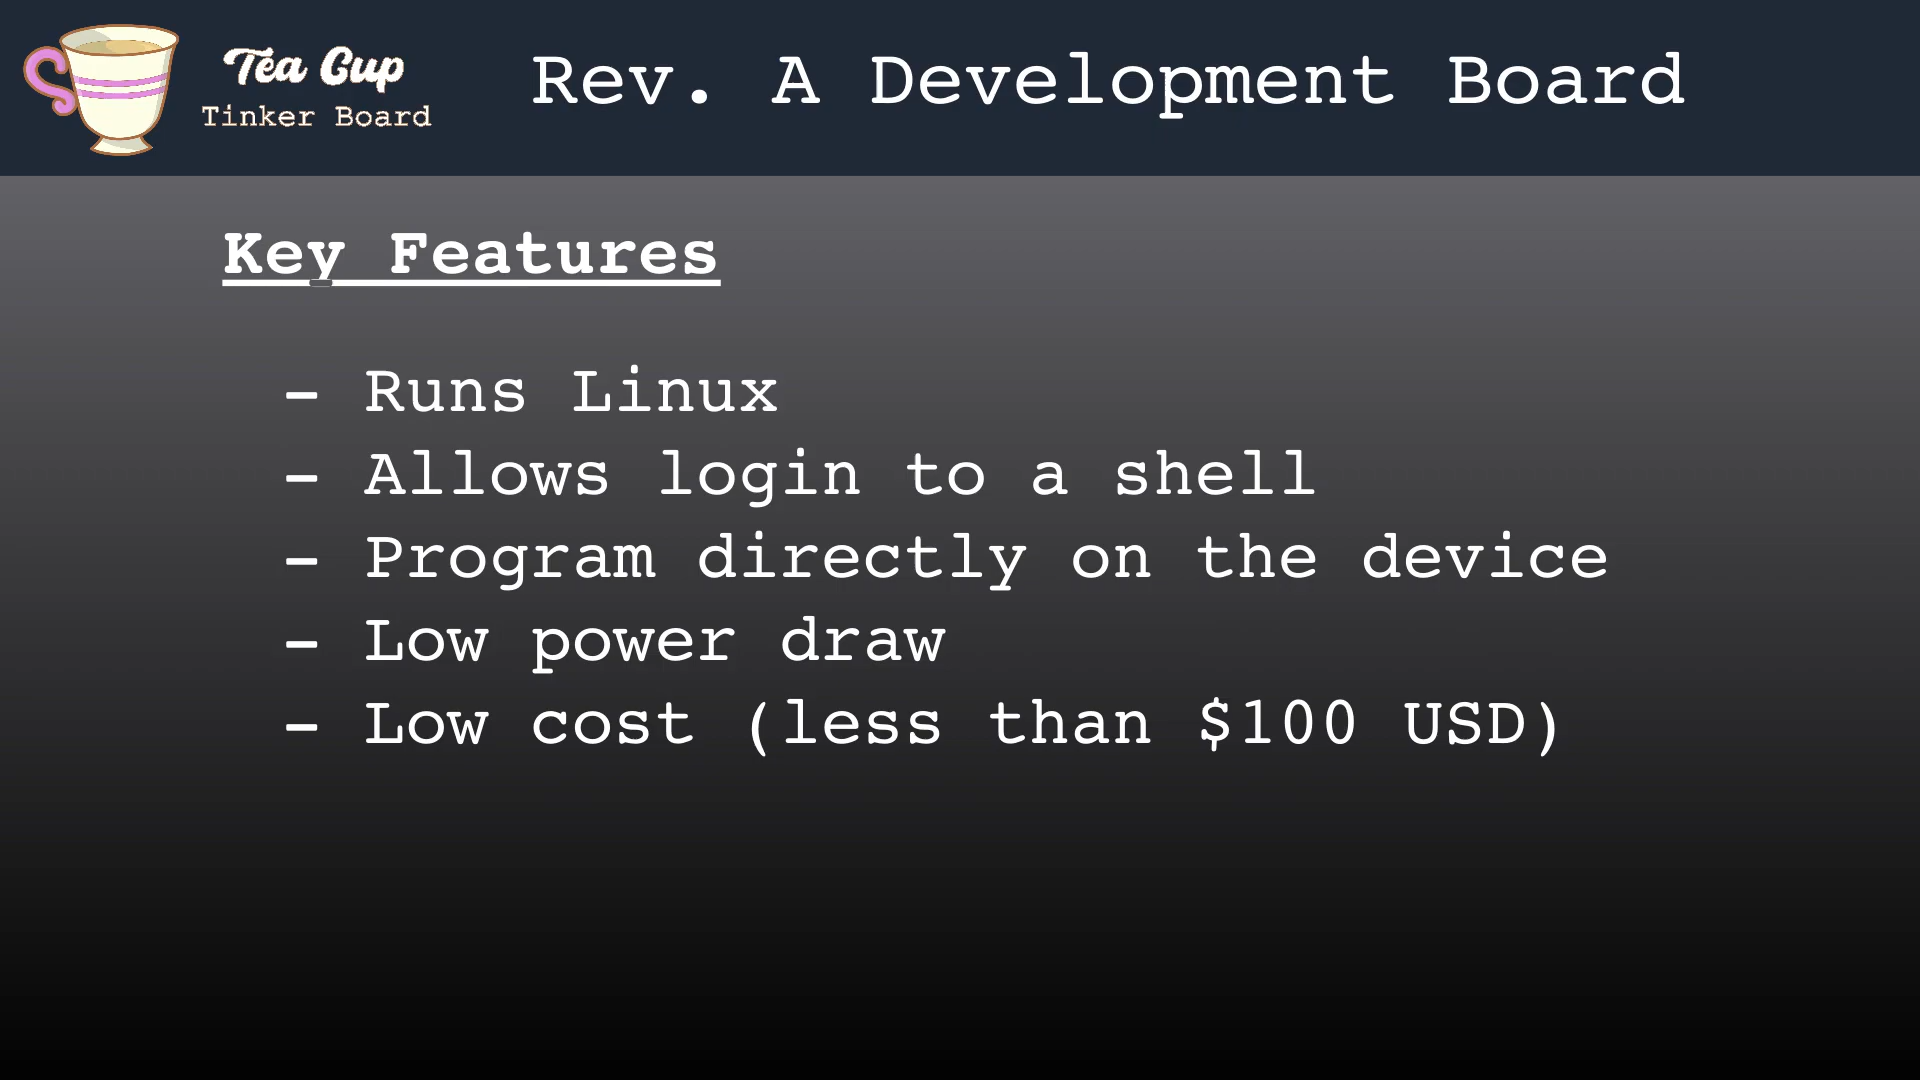 Tea Cup
Tinker Board
Rev. A Development Board
Key Features
- Runs Linux
- Allows login to a shell
- Program directly on the device
- Low power draw
- Low cost (less than $100 USD)